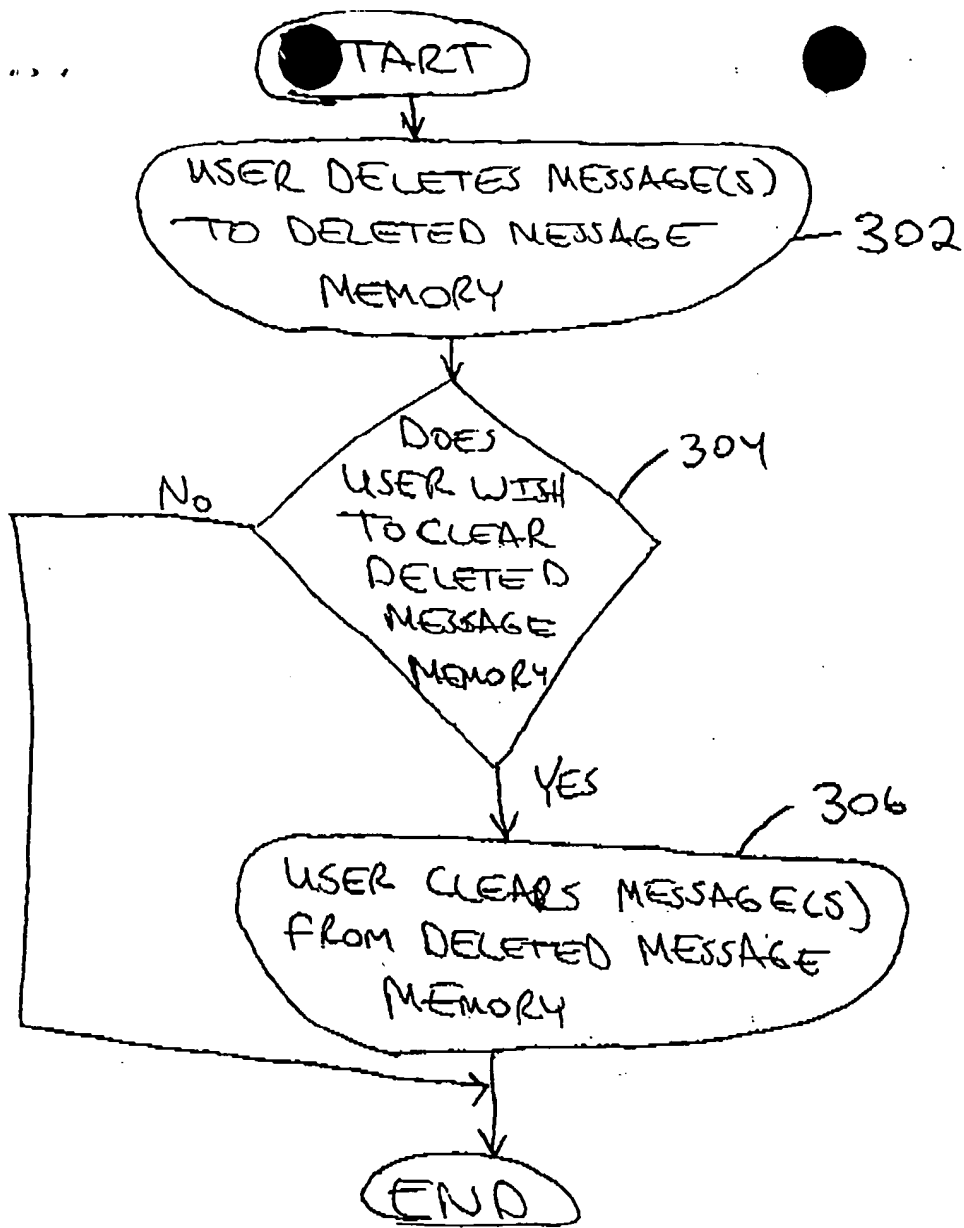 TART
USER DELETES MESSAGE(S)
TO DELETED MESSAGE
MEMORY
302
DOES
USER WISH
TO CLEAR
DELETED
MESSAGE
MEMORY
304
No
YES
306
USER CLEARS MESSAGE(S)
FROM DELETED MESSAGE
MEMORY
END